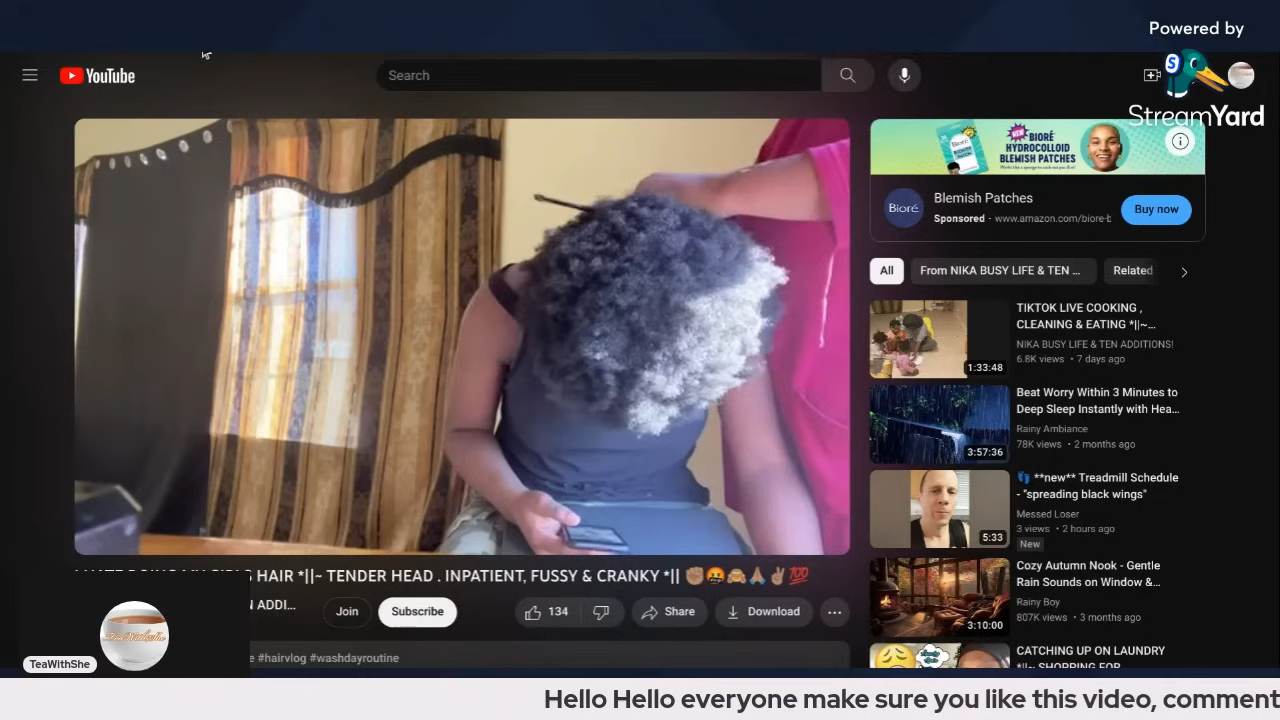 Powered by
StreamYard
YouTube
Search
BIORÉ
HYDROCOLLOID
BLEMISH PATCHES
Bioré
Blemish Patches
Sponsored · www.amazon.com/biore-b
Buy now
All
From NIKA BUSY LIFE & TEN ...
Related
TIKTOK LIVE COOKING ,
CLEANING & EATING *||~...
NIKA BUSY LIFE & TEN ADDITIONS!
6.8K views • 7 days ago
1:33:48
Beat Worry Within 3 Minutes to
Deep Sleep Instantly with Hea...
Rainy Ambiance
78K views • 2 months ago
3:57:36
👣 **new** Treadmill Schedule
- "spreading black wings"
Messed Loser
3 views • 2 hours ago
5:33
New
Cozy Autumn Nook - Gentle
Rain Sounds on Window &...
Rainy Boy
807K views • 3 months ago
3:10:00
CATCHING UP ON LAUNDRY
*||~ SHOPPING FOR
HAIR *||~ TENDER HEAD . INPATIENT, FUSSY & CRANKY *|| ✊🏾🤬🙈🙏🏾✌🏾💯
ADDI...
Join
Subscribe
134
Share
Download
#hairvlog #washdayroutine
TeaWithShe
TeaWithShe
Hello Hello everyone make sure you like this video, comment